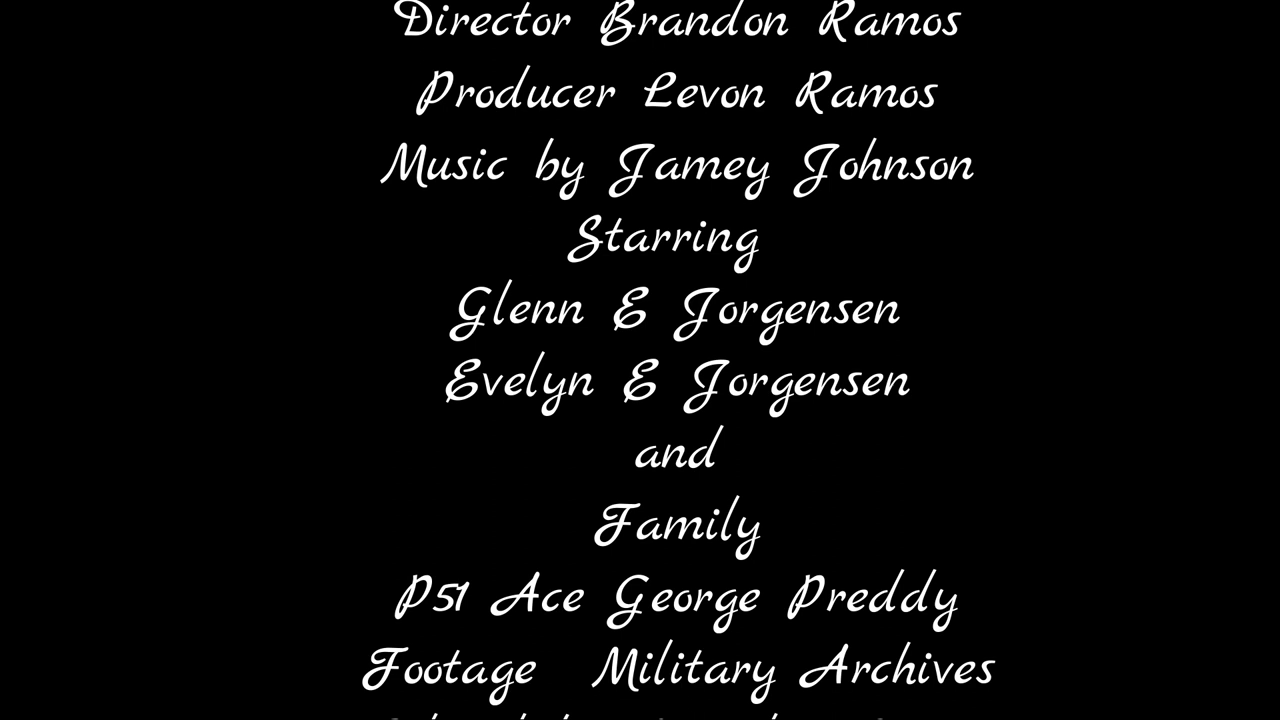 Director Brandon Ramos
Producer Levon Ramos
Music by Jamey Johnson
Starring
Glenn E Jorgensen
Evelyn E Jorgensen
and
Family
P51 Ace George Preddy
Footage Military Archives